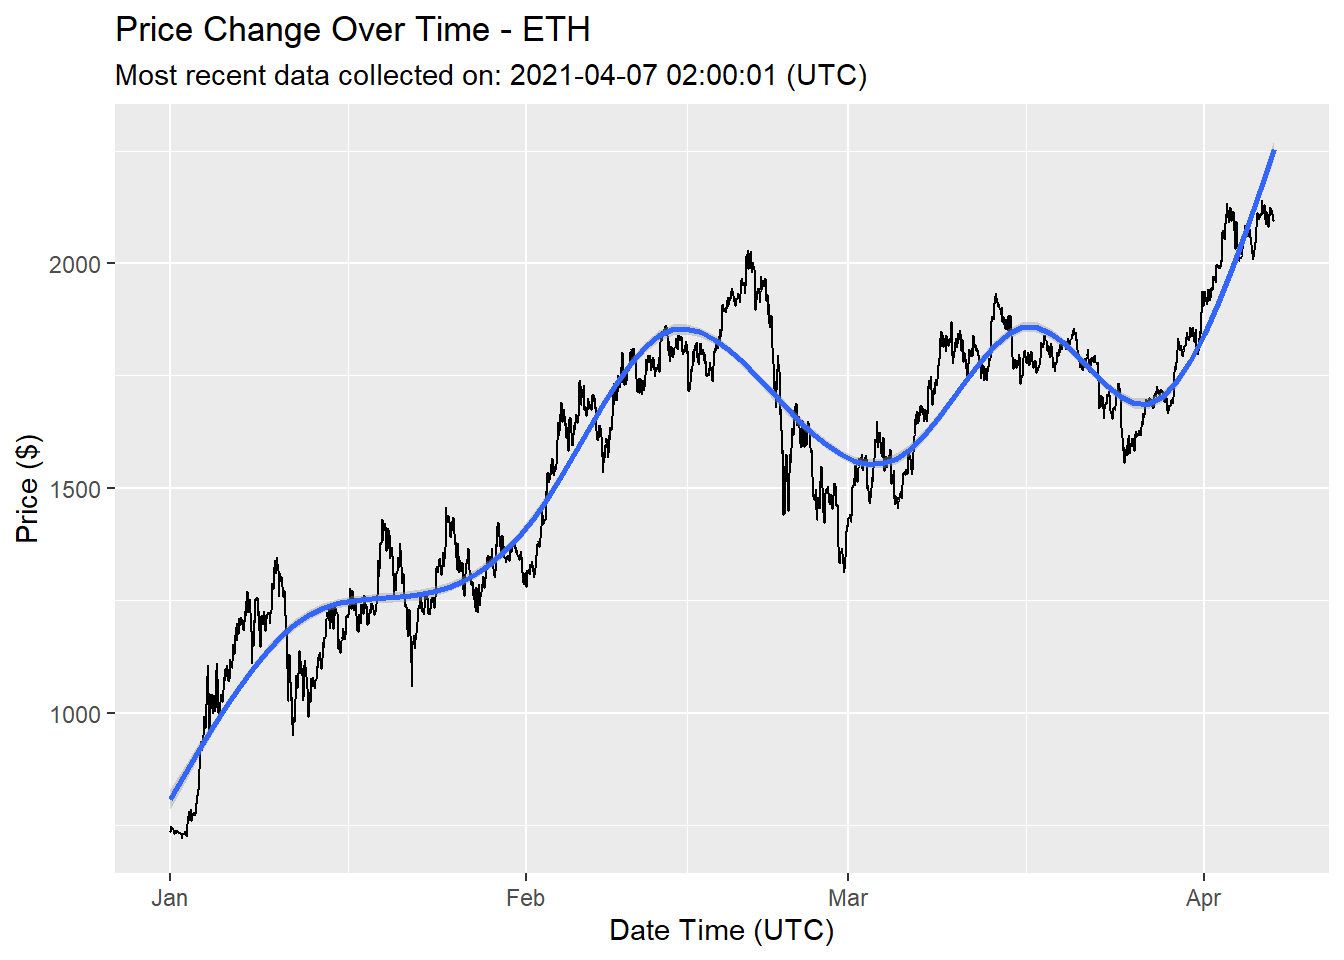 Price Change Over Time - ETH
Most recent data collected on: 2021-04-07 02:00:01 (UTC)
Price ($)
2000
1500
1000
Jan Feb Mar Apr
Date Time (UTC)